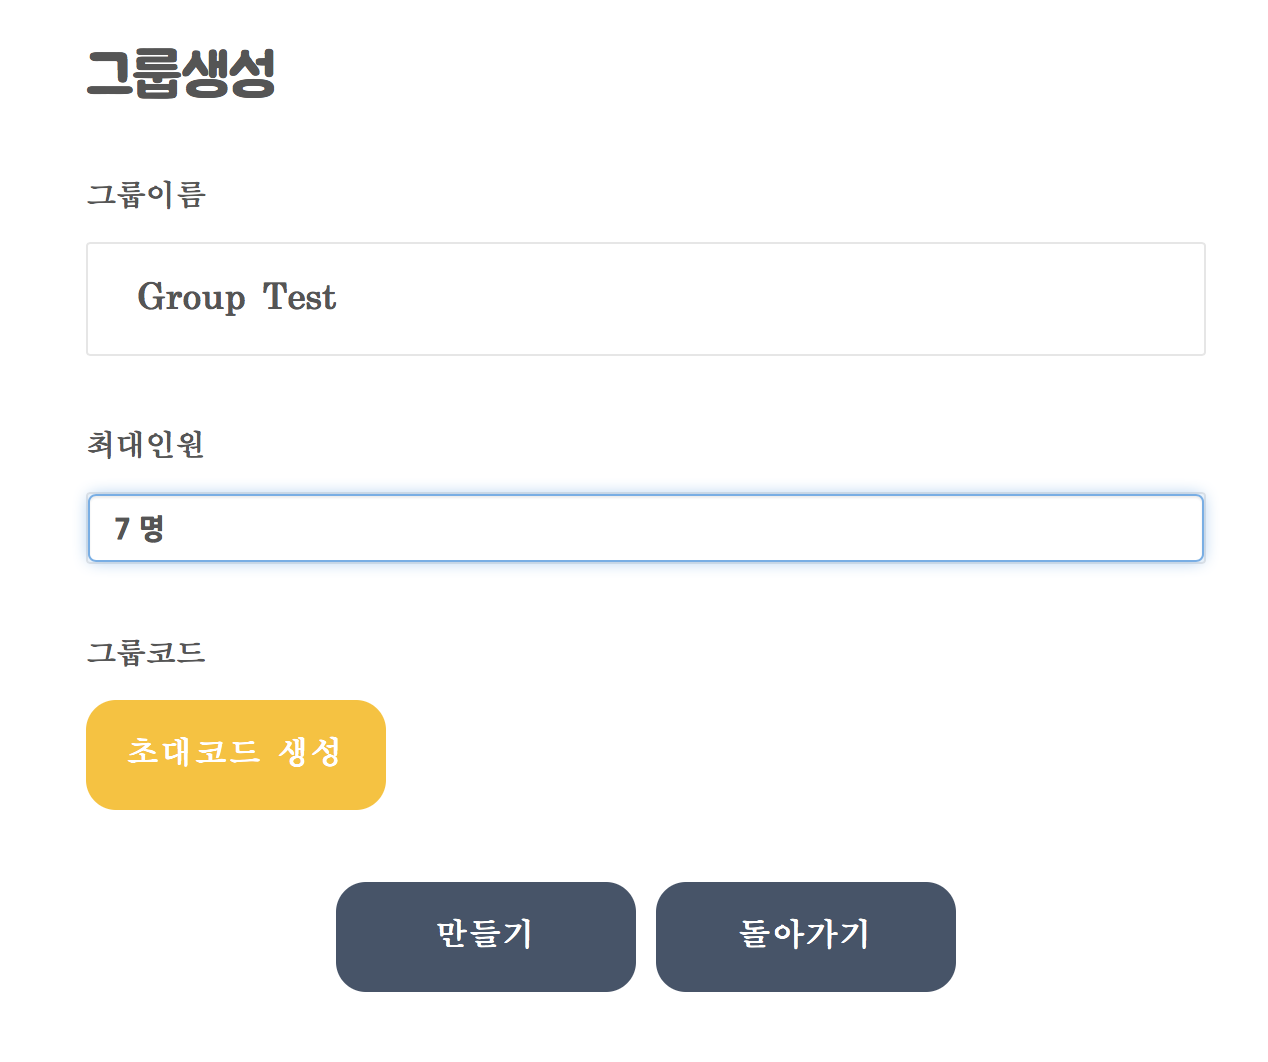 그룹생성
그룹이름
Group Test
최대인원
7 명
그룹코드
초대코드 생성
만들기
돌아가기